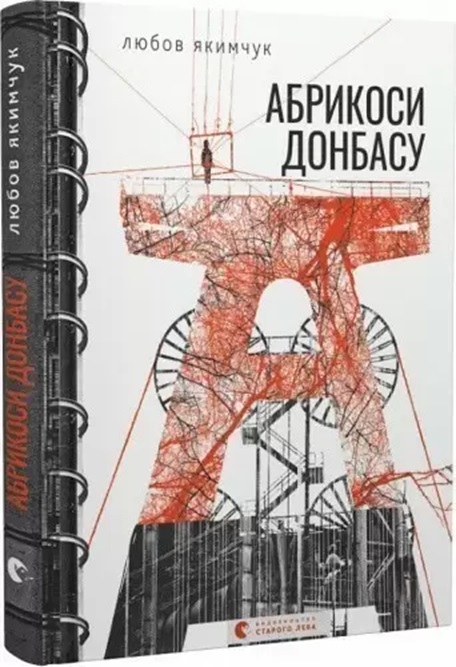 любов якимчук
АБРИКОСИ
ДОНБАСУ
ВИДАВНИЦТВО
СТАРОГО ЛЕВА
любов якимчук
АБРИКОСИ ДОНБАСУ